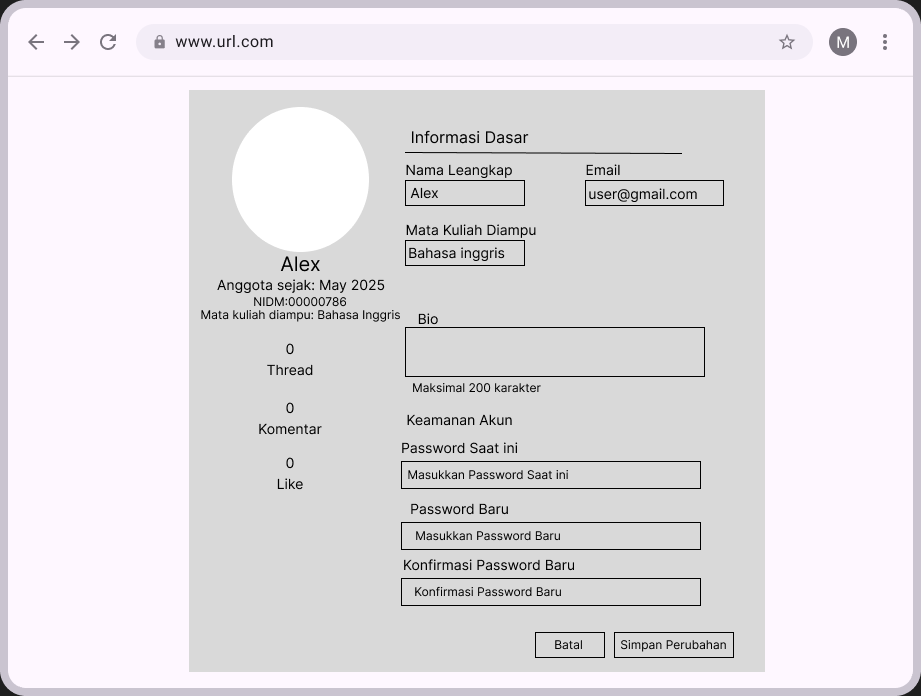 www.url.com
M
Alex
Anggota sejak: May 2025
NIDM:00000786
Mata kuliah diampu: Bahasa Inggris
0
Thread
0
Komentar
0
Like
Informasi Dasar
Nama Leangkap
Alex
Email
user@gmail.com
Mata Kuliah Diampu
Bahasa inggris
Bio
Maksimal 200 karakter
Keamanan Akun
Password Saat ini
Masukkan Password Saat ini
Password Baru
Masukkan Password Baru
Konfirmasi Password Baru
Konfirmasi Password Baru
Batal
Simpan Perubahan